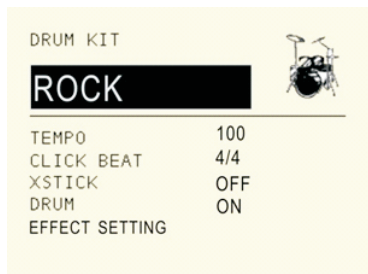 DRUM KIT
ROCK
TEMPO 100
CLICK BEAT 4/4
XSTICK OFF
DRUM ON
EFFECT SETTING